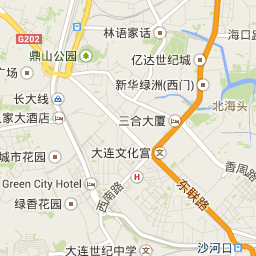 林语家话
海口路
G202
鼎山公园
亿达世纪城
广场
新华绿洲(西门)
长大线
北海头
家大酒店
三合大厦
大连文化宫
城市花园
香周路
Green City Hotel
H
西南路
东联路
绿香花园
大连世纪中学
沙河口